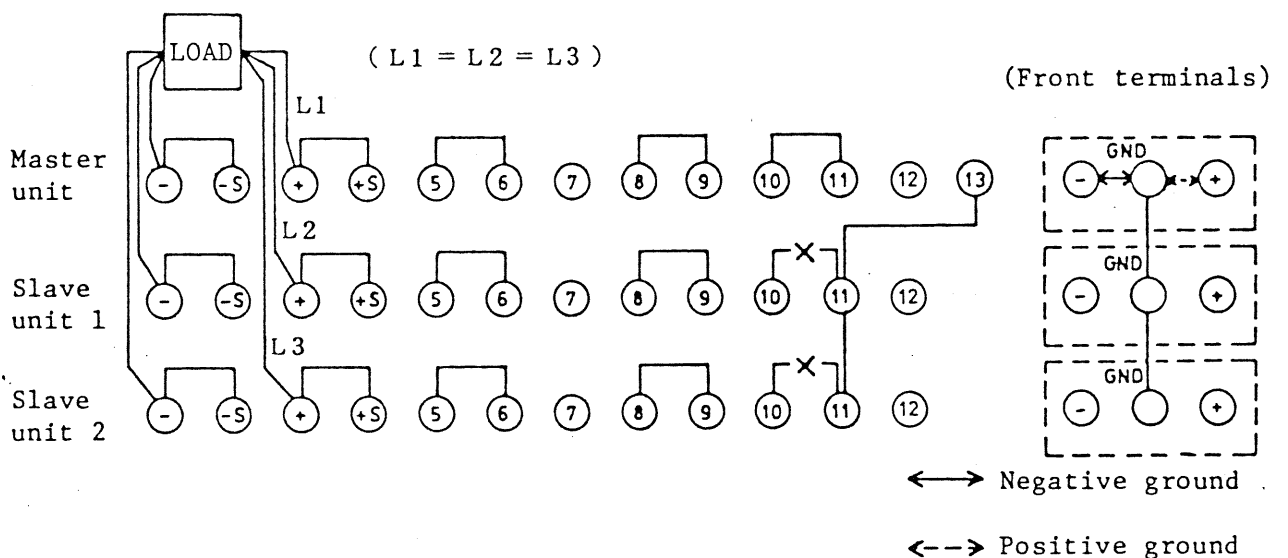 LOAD
( L1 = L2 = L3 )
(Front terminals)
L1
Master unit
- -S + +S 5 6 7 8 9 10 11 12 13
GND
- +
L2
Slave unit 1
- -S + +S 5 6 7 8 9 10 11 12
GND
- +
L3
Slave unit 2
- -S + +S 5 6 7 8 9 10 11 12
GND
- +
Negative ground
Positive ground